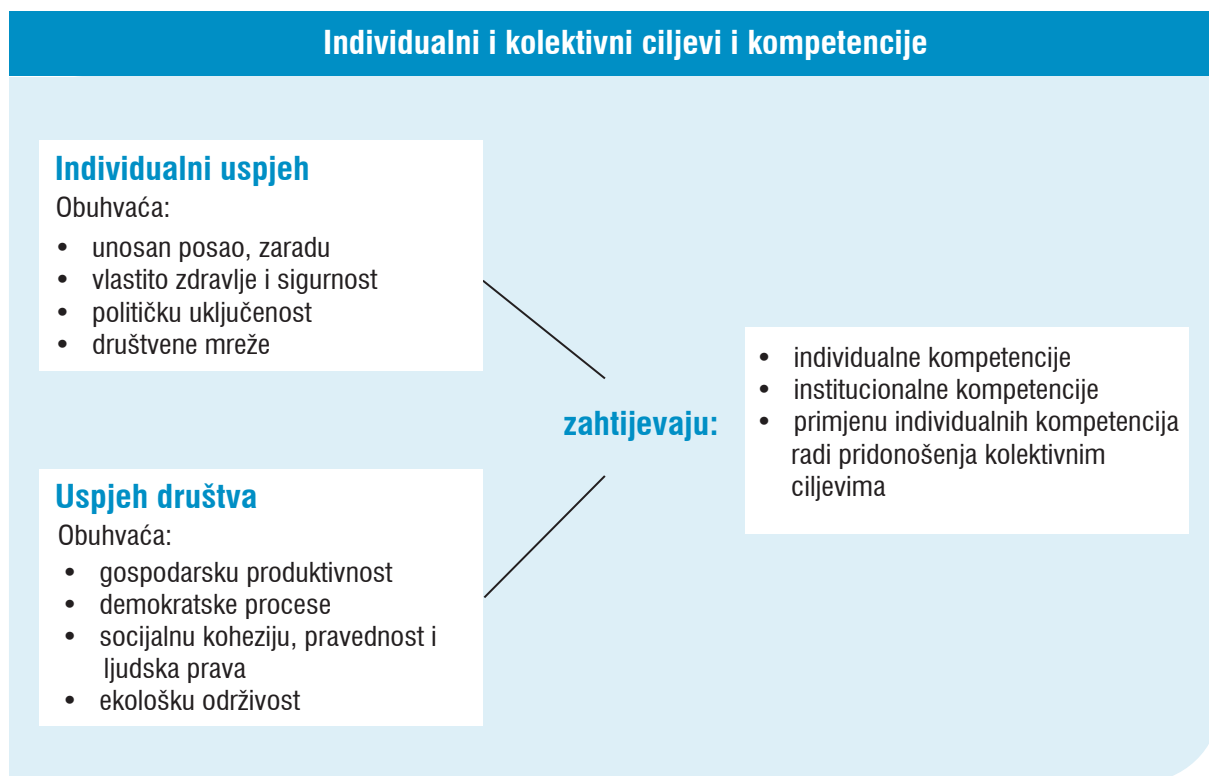 Individualni i kolektivni ciljevi i kompetencije
Individualni uspjeh
Obuhvaća:
• unosan posao, zaradu
• vlastito zdravlje i sigurnost
• političku uključenost
• društvene mreže
zahtijevaju:
• individualne kompetencije
• institucionalne kompetencije
• primjenu individualnih kompetencija
radi pridonošenja kolektivnim
ciljevima
Uspjeh društva
Obuhvaća:
• gospodarsku produktivnost
• demokratske procese
• socijalnu koheziju, pravednost i
ljudska prava
• ekološku održivost